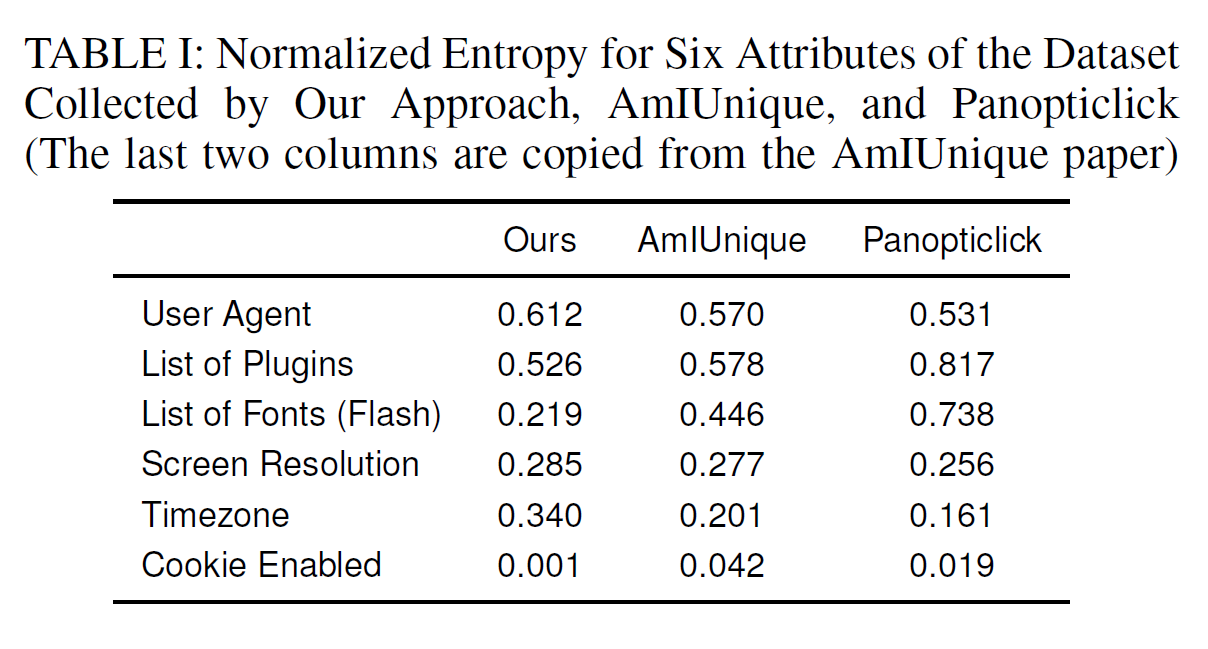 TABLE I: Normalized Entropy for Six Attributes of the Dataset
Collected by Our Approach, AmIUnique, and Panopticlick
(The last two columns are copied from the AmIUnique paper)
Ours AmIUnique Panopticlick
User Agent 0.612 0.570 0.531
List of Plugins 0.526 0.578 0.817
List of Fonts (Flash) 0.219 0.446 0.738
Screen Resolution 0.285 0.277 0.256
Timezone 0.340 0.201 0.161
Cookie Enabled 0.001 0.042 0.019